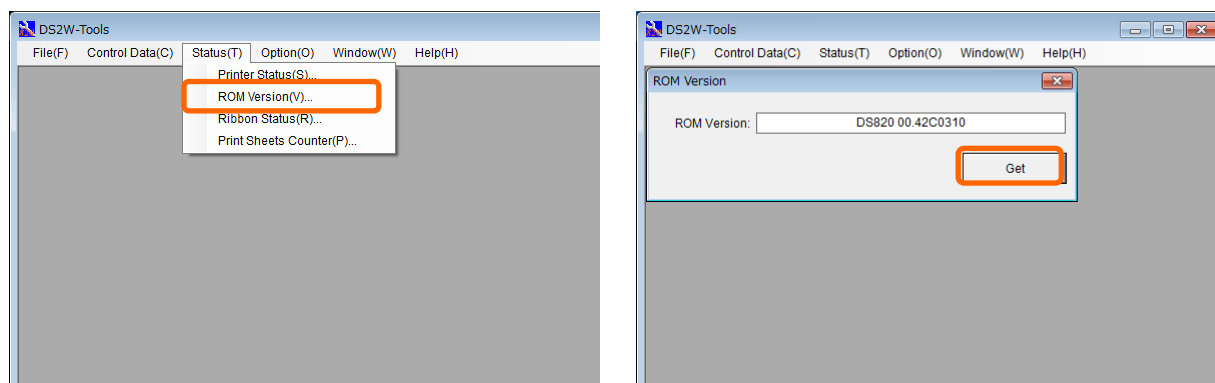 DS2W-Tools
File(F) Control Data(C) Status(T) Option(O) Window(W) Help(H)
Printer Status(S)...
ROM Version(V)...
Ribbon Status(R)...
Print Sheets Counter(P)...
DS2W-Tools
File(F) Control Data(C) Status(T) Option(O) Window(W) Help(H)
ROM Version
ROM Version: DS820 00.42C0310
Get